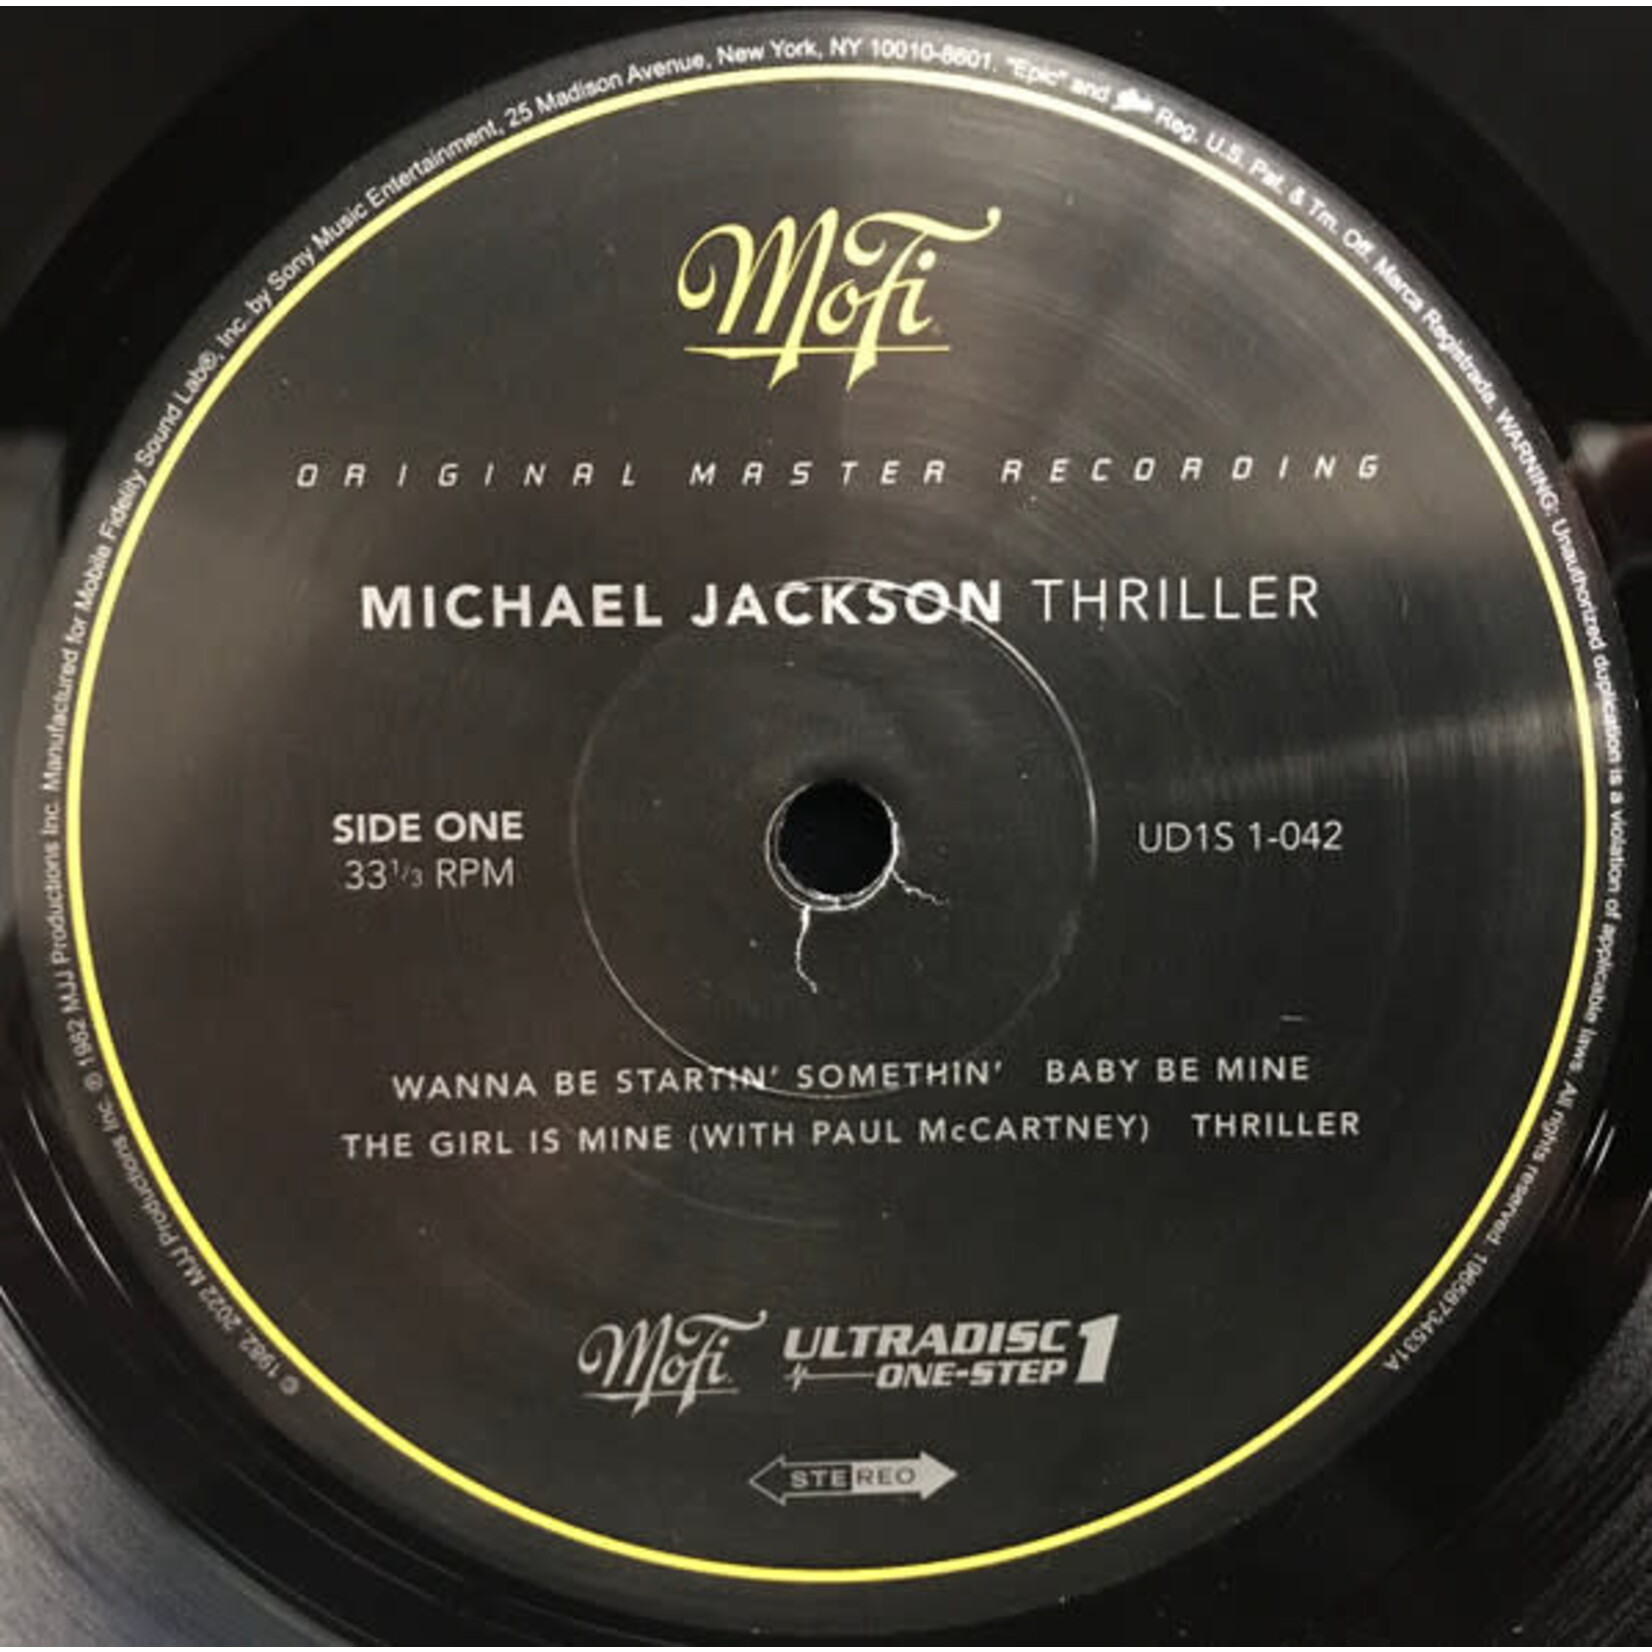 ℗ 1982 MJJ Productions Inc. Manufactured for Mobile Fidelity Sound Lab®, Inc. by Sony Music Entertainment, 25 Madison Avenue, New York, NY 10010-8601. "Epic" and Reg. U.S. Pat. & Tm. Off. Marca Registrada. WARNING: Unauthorized duplication is a violation of applicable laws. All rights reserved. 19658734531A
© 1982, 2022 MJJ Productions Inc.
MoFi
ORIGINAL MASTER RECORDING
MICHAEL JACKSON THRILLER
SIDE ONE
33 1/3 RPM
UD1S 1-042
WANNA BE STARTIN' SOMETHIN' BABY BE MINE
THE GIRL IS MINE (WITH PAUL McCARTNEY) THRILLER
MoFi ULTRADISC ONE-STEP 1
STEREO